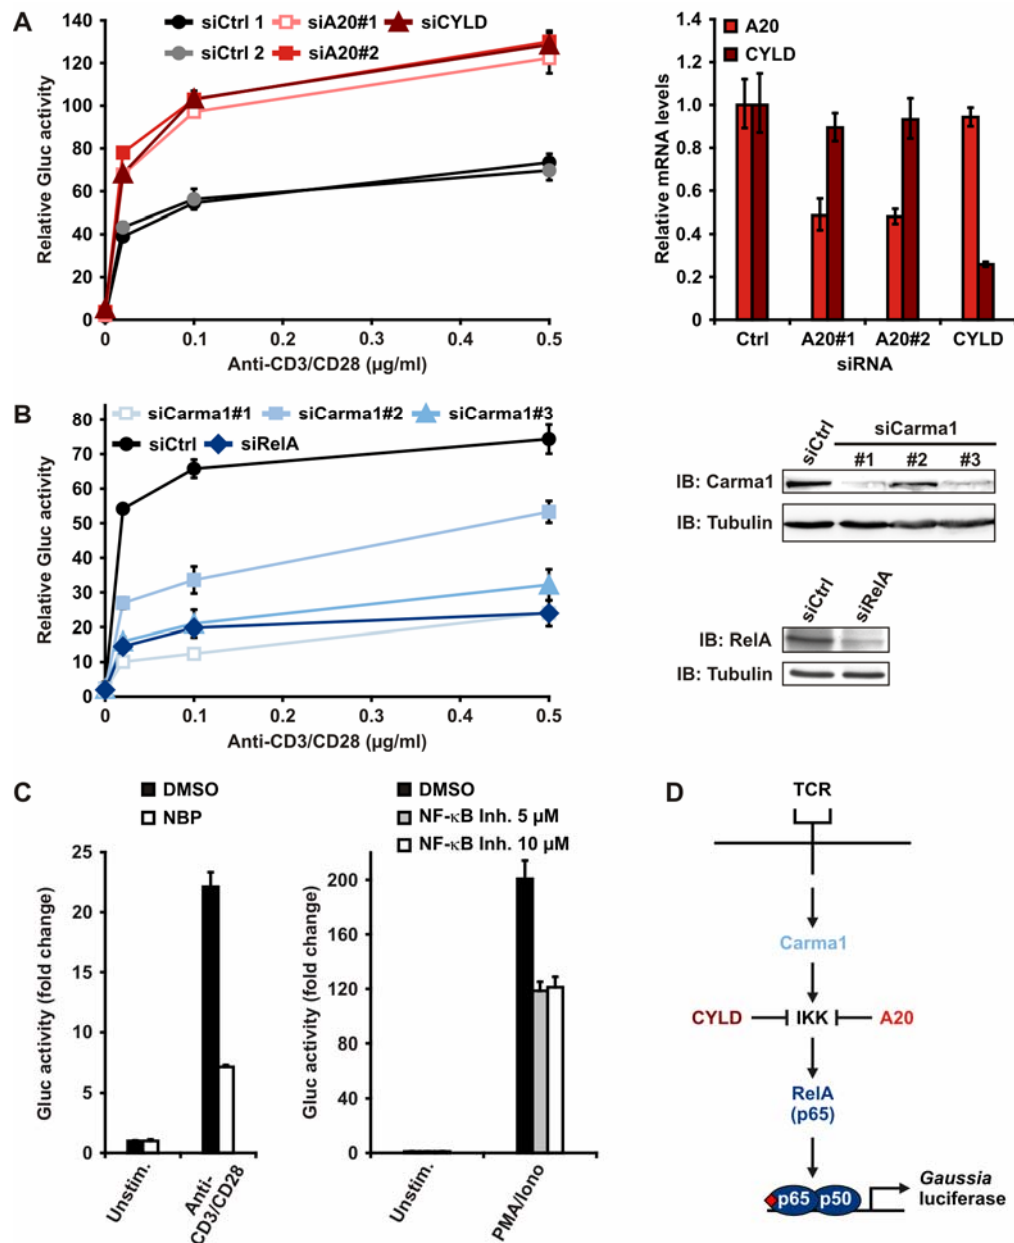 A
siCtrl 1 siA20#1 siCYLD
siCtrl 2 siA20#2
Relative Gluc activity
140
120
100
80
60
40
20
0
0 0.1 0.2 0.3 0.4 0.5
Anti-CD3/CD28 (µg/ml)
A20
CYLD
Relative mRNA levels
1.4
1.2
1.0
0.8
0.6
0.4
0.2
0
Ctrl A20#1 A20#2 CYLD
siRNA
B
siCarma1#1 siCarma1#2 siCarma1#3
siCtrl siRelA
Relative Gluc activity
80
70
60
50
40
30
20
10
0
0 0.1 0.2 0.3 0.4 0.5
Anti-CD3/CD28 (µg/ml)
siCtrl
siCarma1
#1 #2 #3
IB: Carma1
IB: Tubulin
siCtrl siRelA
IB: RelA
IB: Tubulin
C
DMSO
NBP
Gluc activity (fold change)
25
20
15
10
5
0
Unstim.
Anti-
CD3/CD28
DMSO
NF-κB Inh. 5 µM
NF-κB Inh. 10 µM
Gluc activity (fold change)
200
160
120
80
40
0
Unstim.
PMA/Iono
D
TCR
Carma1
CYLD IKK A20
RelA
(p65)
p65 p50
Gaussia
luciferase